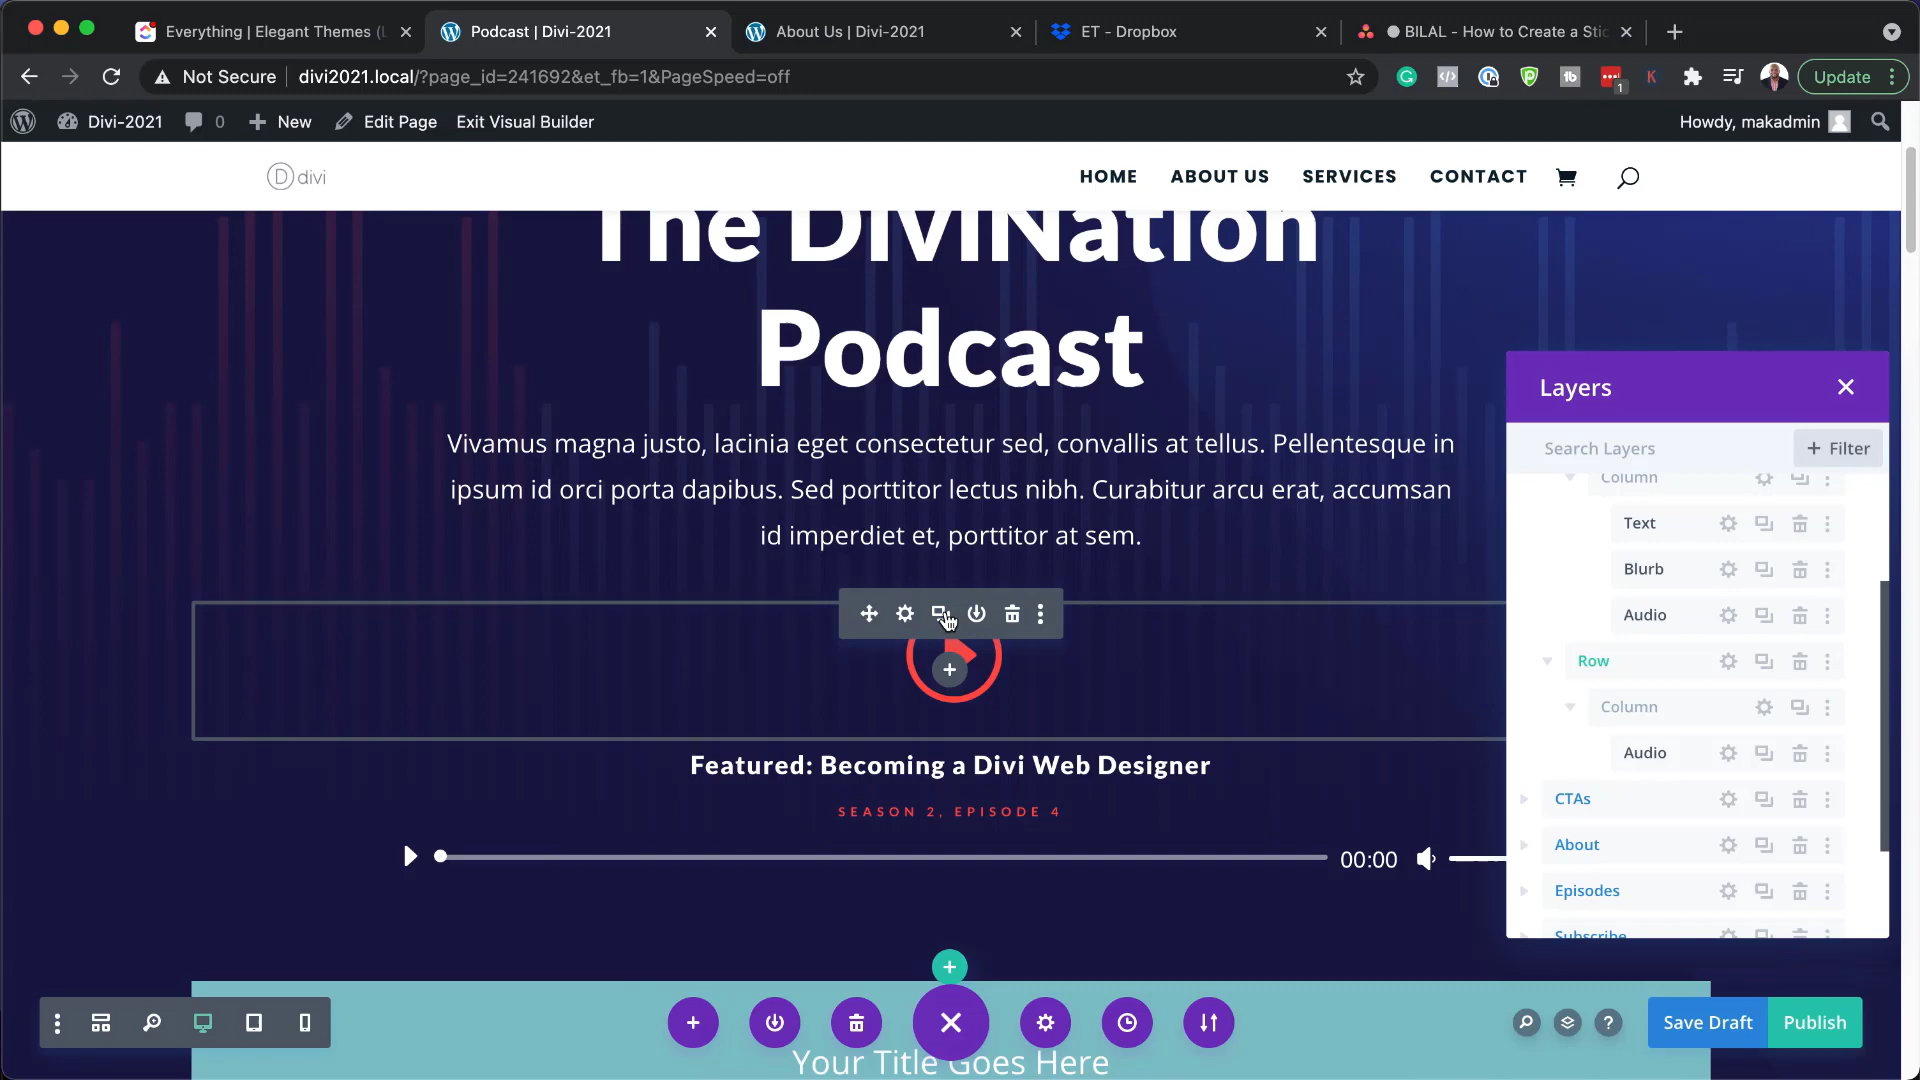 Everything | Elegant Themes (L
Podcast | Divi-2021
About Us | Divi-2021
ET - Dropbox
BILAL - How to Create a Stic
Not Secure
divi2021.local/?page_id=241692&et_fb=1&PageSpeed=off
1
Update
Divi-2021
0
New
Edit Page
Exit Visual Builder
Howdy, makadmin
D divi
HOME
ABOUT US
SERVICES
CONTACT
The DiviNation
Podcast
Vivamus magna justo, lacinia eget consectetur sed, convallis at tellus. Pellentesque in
ipsum id orci porta dapibus. Sed porttitor lectus nibh. Curabitur arcu erat, accumsan
id imperdiet et, porttitor at sem.
Featured: Becoming a Divi Web Designer
SEASON 2, EPISODE 4
00:00
Layers
Search Layers
+ Filter
Column
Text
Blurb
Audio
Row
Column
Audio
CTAs
About
Episodes
Subscribe
Save Draft
Publish
Your Title Goes Here